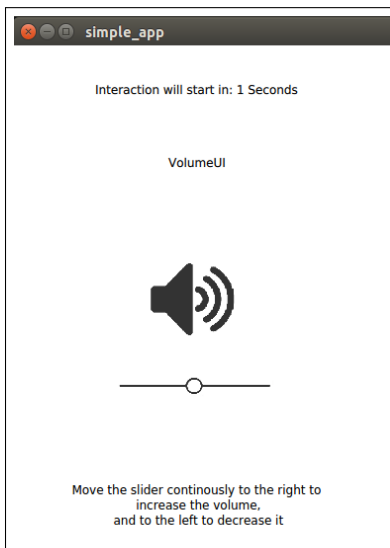 simple_app
Interaction will start in: 1 Seconds
VolumeUI
Move the slider continously to the right to
increase the volume,
and to the left to decrease it